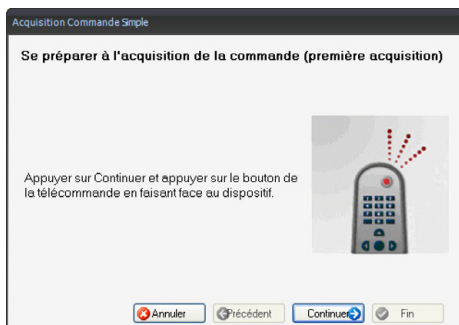 Acquisition Commande Simple
Se préparer à l'acquisition de la commande (première acquisition)
Appuyer sur Continuer et appuyer sur le bouton de
la télécommande en faisant face au dispositif.
Annuler Précédent Continuer Fin